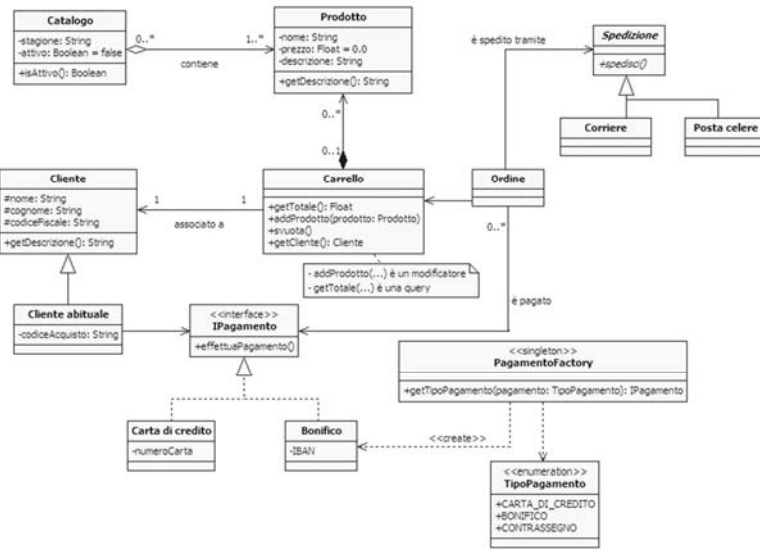 Catalogo
-stagione: String
-attivo: Boolean = false
+isAttivo(): Boolean
0..*
1..*
contiene
Prodotto
-nome: String
-prezzo: Float = 0.0
-descrizione: String
+getDescrizione(): String
è spedito tramite
Spedizione
+spedisci()
Corriere
Posta celere
0..*
0..1
Cliente
#nome: String
#cognome: String
#codiceFiscale: String
+getDescrizione(): String
1
1
associato a
Carrello
+getTotale(): Float
+addProdotto(prodotto: Prodotto)
+svuota()
+getCliente(): Cliente
Ordine
0..*
- addProdotto(...) è un modificatore
- getTotale(...) è una query
è pagato
Cliente abituale
-codiceAcquisto: String
<<interface>>
IPagamento
+effettuaPagamento()
<<singleton>>
PagamentoFactory
+getTipoPagamento(pagamento: TipoPagamento): IPagamento
Carta di credito
-numeroCarta
Bonifico
-IBAN
<<create>>
<<enumeration>>
TipoPagamento
+CARTA_DI_CREDITO
+BONIFICO
+CONTRASSEGNO